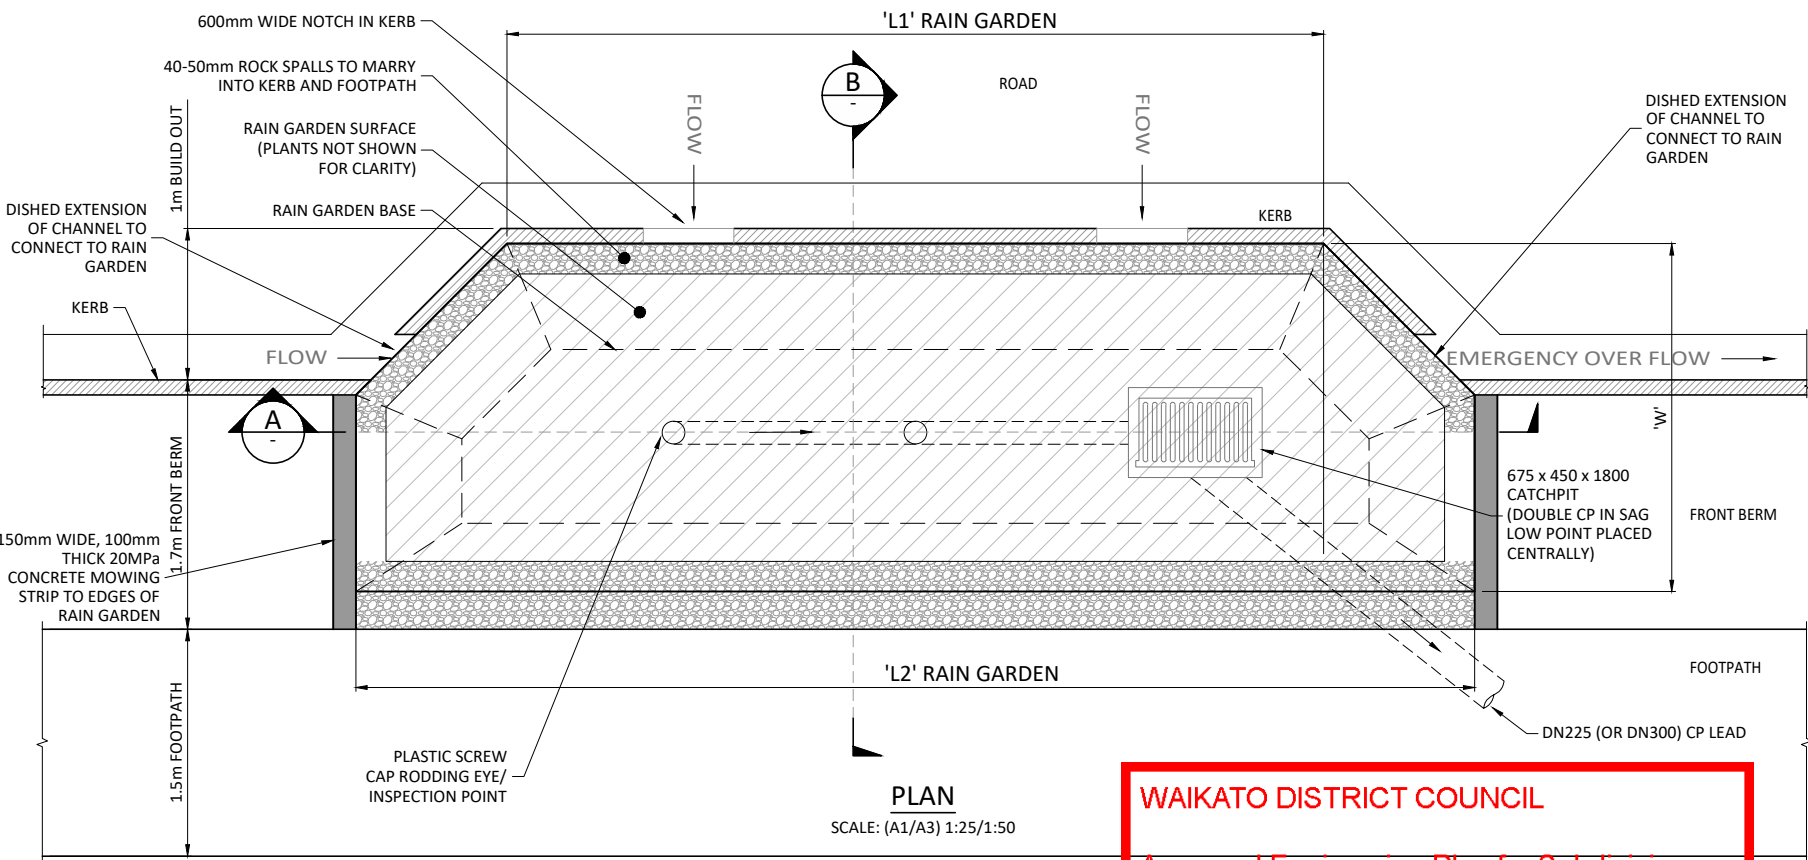 600mm WIDE NOTCH IN KERB
'L1' RAIN GARDEN
40-50mm ROCK SPALLS TO MARRY
INTO KERB AND FOOTPATH
B
-
ROAD
FLOW
FLOW
DISHED EXTENSION
OF CHANNEL TO
CONNECT TO RAIN
GARDEN
1m BUILD OUT
RAIN GARDEN SURFACE
(PLANTS NOT SHOWN
FOR CLARITY)
RAIN GARDEN BASE
KERB
DISHED EXTENSION
OF CHANNEL TO
CONNECT TO RAIN
GARDEN
KERB
FLOW
EMERGENCY OVER FLOW
A
-
'W'
1.7m FRONT BERM
675 x 450 x 1800
CATCHPIT
(DOUBLE CP IN SAG
LOW POINT PLACED
CENTRALLY)
FRONT BERM
150mm WIDE, 100mm
THICK 20MPa
CONCRETE MOWING
STRIP TO EDGES OF
RAIN GARDEN
'L2' RAIN GARDEN
FOOTPATH
1.5m FOOTPATH
DN225 (OR DN300) CP LEAD
PLASTIC SCREW
CAP RODDING EYE/
INSPECTION POINT
PLAN
SCALE: (A1/A3) 1:25/1:50
WAIKATO DISTRICT COUNCIL